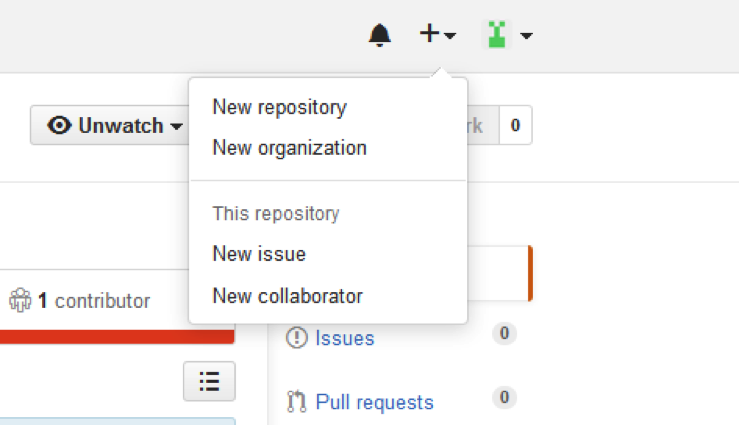 Unwatch
0
New repository
New organization
This repository
New issue
New collaborator
1 contributor
Issues 0
Pull requests 0